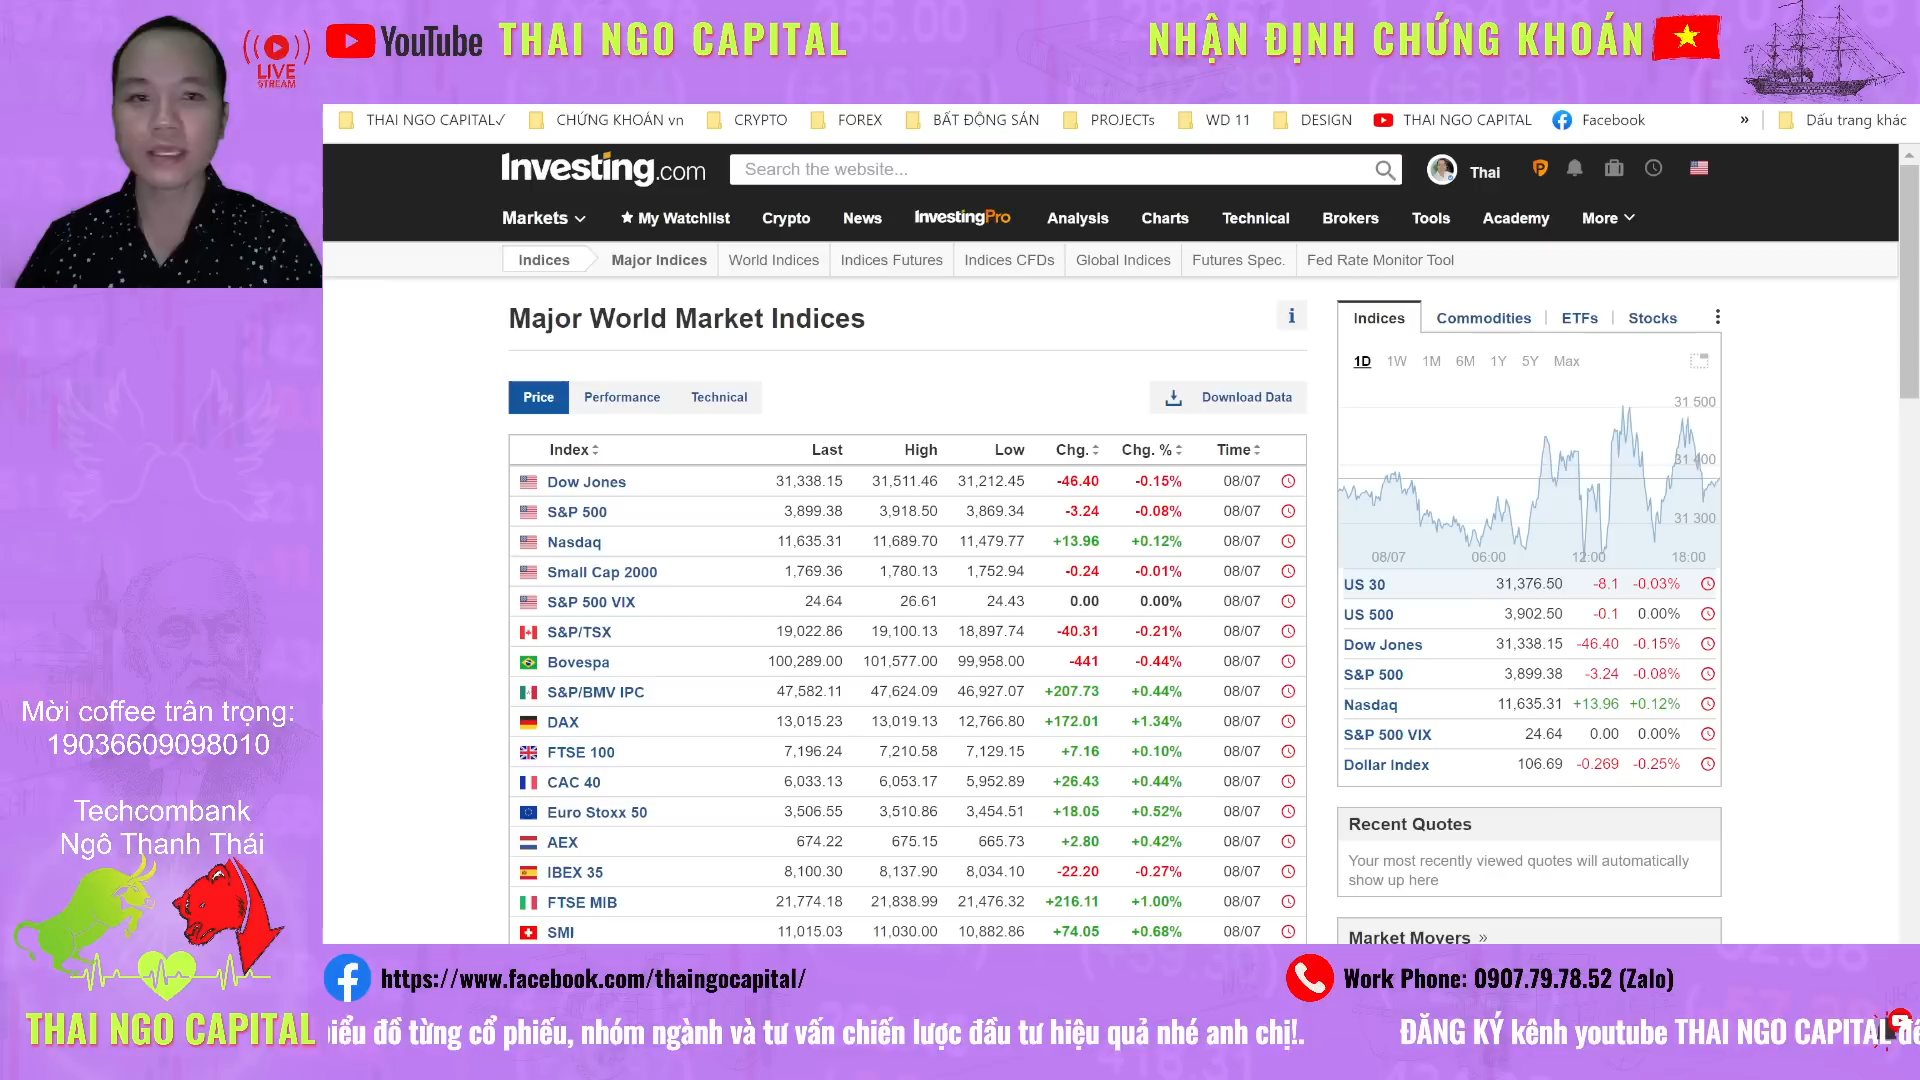 LIVE
STREAM
YouTube THAI NGO CAPITAL
NHẬN ĐỊNH CHỨNG KHOÁN
THAI NGO CAPITAL✓ CHỨNG KHOÁN vn CRYPTO FOREX BẤT ĐỘNG SẢN PROJECTs WD 11 DESIGN THAI NGO CAPITAL Facebook » Dấu trang khác
Investing.com Search the website... Thai
Markets My Watchlist Crypto News InvestingPro Analysis Charts Technical Brokers Tools Academy More
Indices Major Indices World Indices Indices Futures Indices CFDs Global Indices Futures Spec. Fed Rate Monitor Tool
Major World Market Indices
i
Price Performance Technical Download Data
Index Last High Low Chg. Chg. % Time
Dow Jones 31,338.15 31,511.46 31,212.45 -46.40 -0.15% 08/07
S&P 500 3,899.38 3,918.50 3,869.34 -3.24 -0.08% 08/07
Nasdaq 11,635.31 11,689.70 11,479.77 +13.96 +0.12% 08/07
Small Cap 2000 1,769.36 1,780.13 1,752.94 -0.24 -0.01% 08/07
S&P 500 VIX 24.64 26.61 24.43 0.00 0.00% 08/07
S&P/TSX 19,022.86 19,100.13 18,897.74 -40.31 -0.21% 08/07
Bovespa 100,289.00 101,577.00 99,958.00 -441 -0.44% 08/07
S&P/BMV IPC 47,582.11 47,624.09 46,927.07 +207.73 +0.44% 08/07
DAX 13,015.23 13,019.13 12,766.80 +172.01 +1.34% 08/07
FTSE 100 7,196.24 7,210.58 7,129.15 +7.16 +0.10% 08/07
CAC 40 6,033.13 6,053.17 5,952.89 +26.43 +0.44% 08/07
Euro Stoxx 50 3,506.55 3,510.86 3,454.51 +18.05 +0.52% 08/07
AEX 674.22 675.15 665.73 +2.80 +0.42% 08/07
IBEX 35 8,100.30 8,137.90 8,034.10 -22.20 -0.27% 08/07
FTSE MIB 21,774.18 21,838.99 21,476.32 +216.11 +1.00% 08/07
SMI 11,015.03 11,030.00 10,882.86 +74.05 +0.68% 08/07
Indices Commodities ETFs Stocks
1D 1W 1M 6M 1Y 5Y Max
31 500
31 400
31 300
08/07 06:00 12:00 18:00
US 30 31,376.50 -8.1 -0.03%
US 500 3,902.50 -0.1 0.00%
Dow Jones 31,338.15 -46.40 -0.15%
S&P 500 3,899.38 -3.24 -0.08%
Nasdaq 11,635.31 +13.96 +0.12%
S&P 500 VIX 24.64 0.00 0.00%
Dollar Index 106.69 -0.269 -0.25%
Recent Quotes
Your most recently viewed quotes will automatically
show up here
Market Movers »
Mời coffee trân trọng:
19036609098010
Techcombank
Ngô Thanh Thái
THAI NGO CAPITAL
https://www.facebook.com/thaingocapital/
Work Phone: 0907.79.78.52 (Zalo)
biểu đồ từng cổ phiếu, nhóm ngành và tư vấn chiến lược đầu tư hiệu quả nhé anh chị!. ĐĂNG KÝ kênh youtube THAI NGO CAPITAL